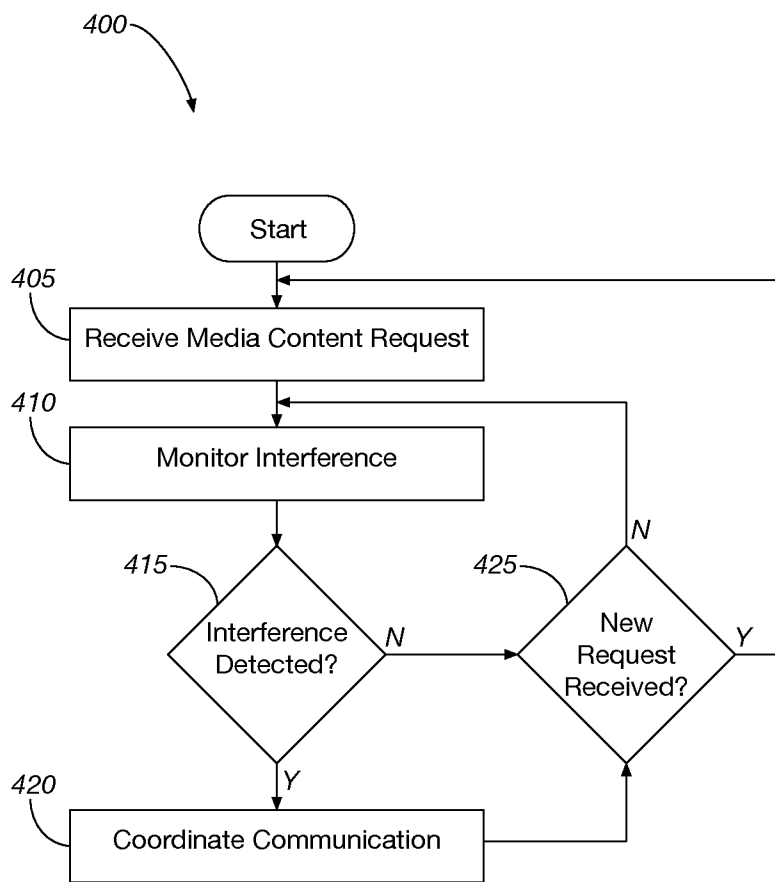 400
Start
405
Receive Media Content Request
410
Monitor Interference
415
Interference
Detected?
N
425
New
Request
Received?
N
Y
Y
420
Coordinate Communication